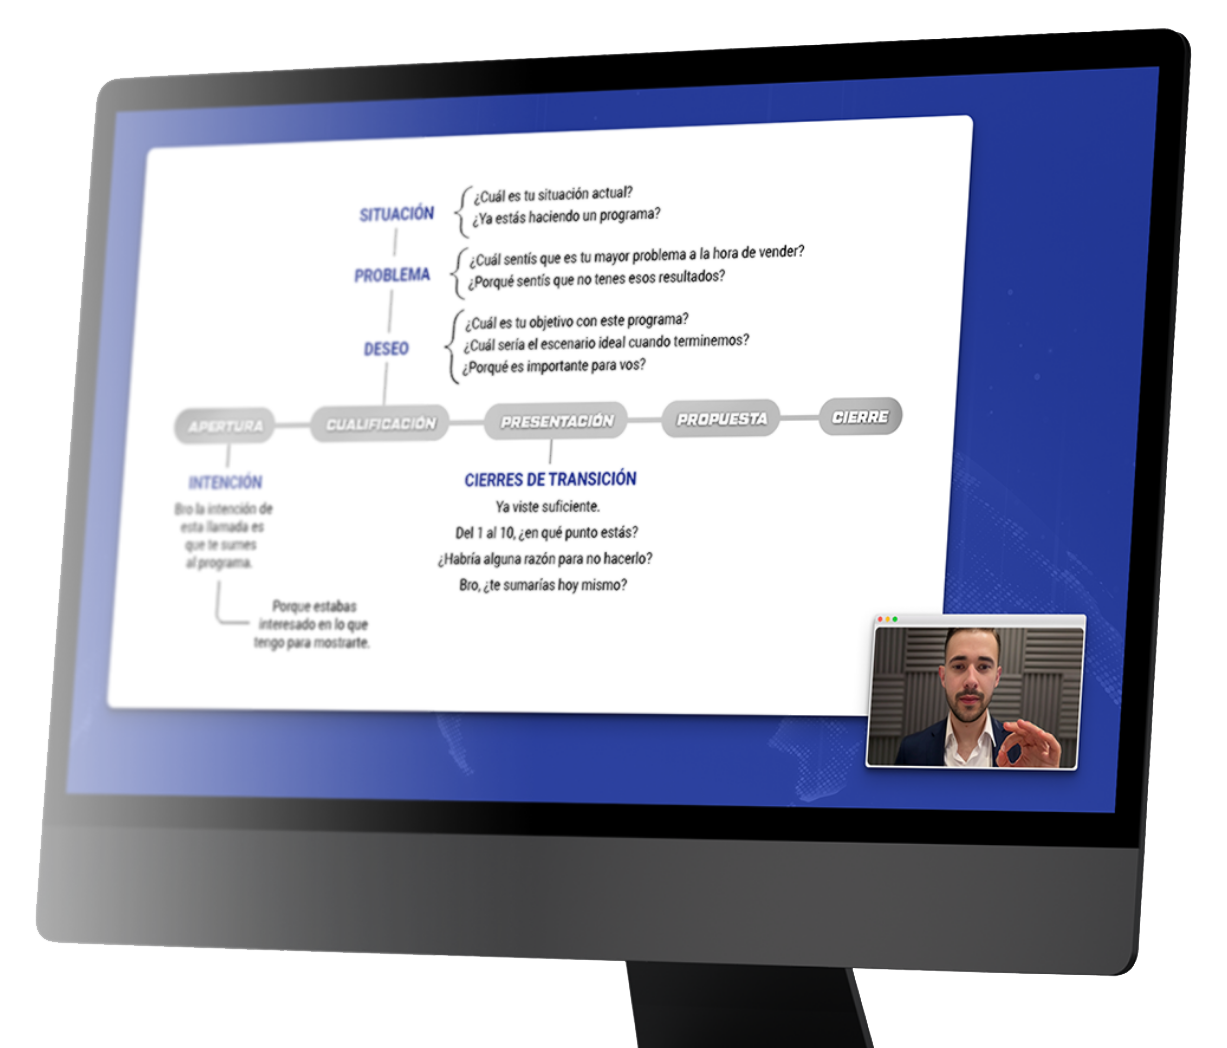 SITUACIÓN
¿Cuál es tu situación actual?
¿Ya estás haciendo un programa?
PROBLEMA
¿Cuál sentís que es tu mayor problema a la hora de vender?
¿Porqué sentís que no tenes esos resultados?
DESEO
¿Cuál es tu objetivo con este programa?
¿Cuál sería el escenario ideal cuando terminemos?
¿Porqué es importante para vos?
APERTURA
CUALIFICACIÓN
PRESENTACIÓN
PROPUESTA
CIERRE
INTENCIÓN
Bro la intención de
esta llamada es
que te sumes
al programa.
Porque estabas
interesado en lo que
tengo para mostrarte.
CIERRES DE TRANSICIÓN
Ya viste suficiente.
Del 1 al 10, ¿en qué punto estás?
¿Habría alguna razón para no hacerlo?
Bro, ¿te sumarías hoy mismo?